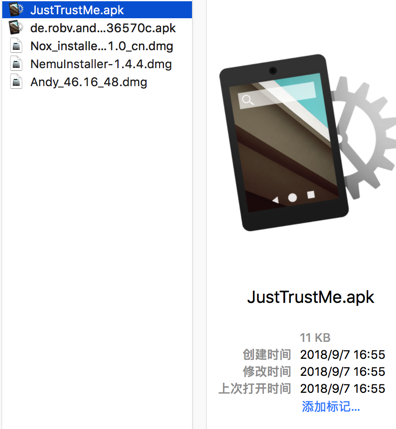 JustTrustMe.apk
de.robv.and...36570c.apk
Nox_installe...1.0_cn.dmg
NemuInstaller-1.4.4.dmg
Andy_46.16_48.dmg
JustTrustMe.apk
11 KB
创建时间 2018/9/7 16:55
修改时间 2018/9/7 16:55
上次打开时间 2018/9/7 16:55
添加标记...